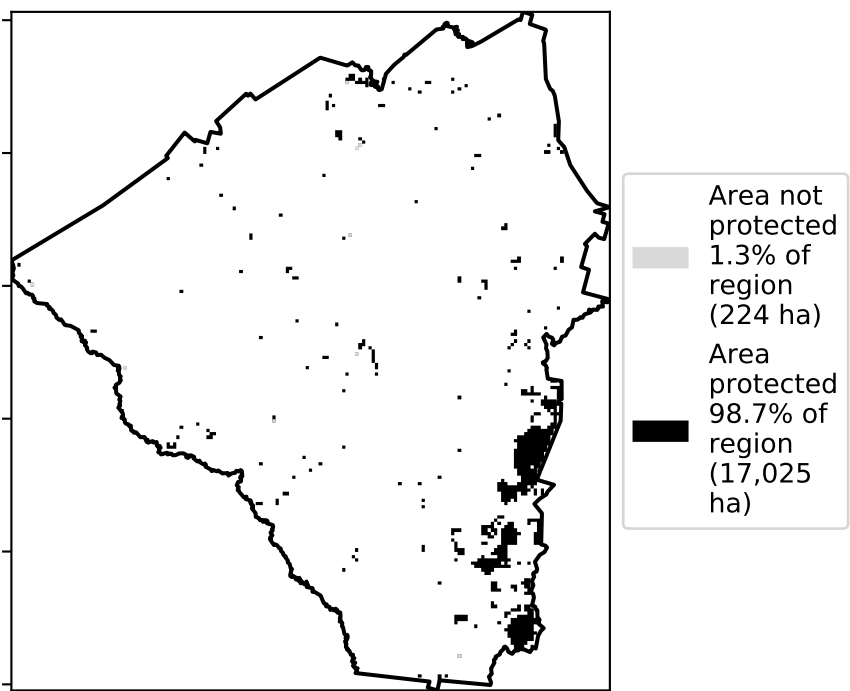 Area not
protected
1.3% of
region
(224 ha)
Area
protected
98.7% of
region
(17,025
ha)